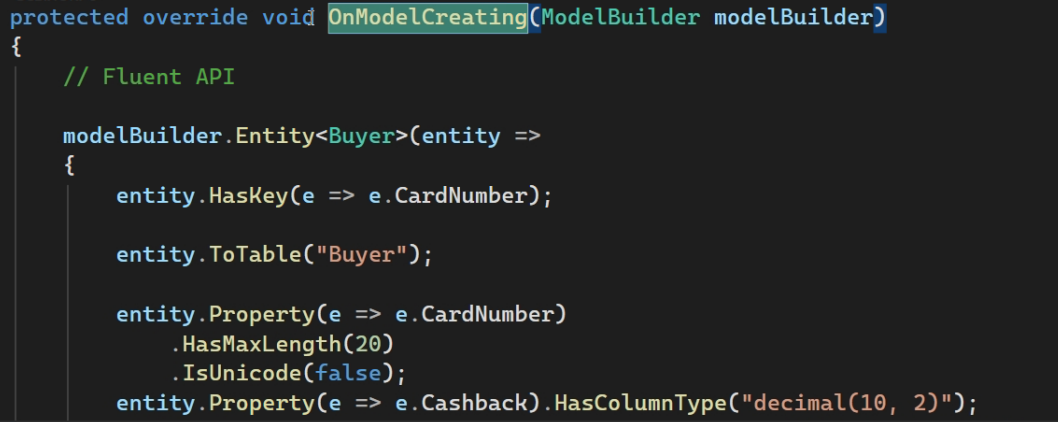 protected override void OnModelCreating(ModelBuilder modelBuilder)
{
// Fluent API
modelBuilder.Entity<Buyer>(entity =>
{
entity.HasKey(e => e.CardNumber);
entity.ToTable("Buyer");
entity.Property(e => e.CardNumber)
.HasMaxLength(20)
.IsUnicode(false);
entity.Property(e => e.Cashback).HasColumnType("decimal(10, 2)");